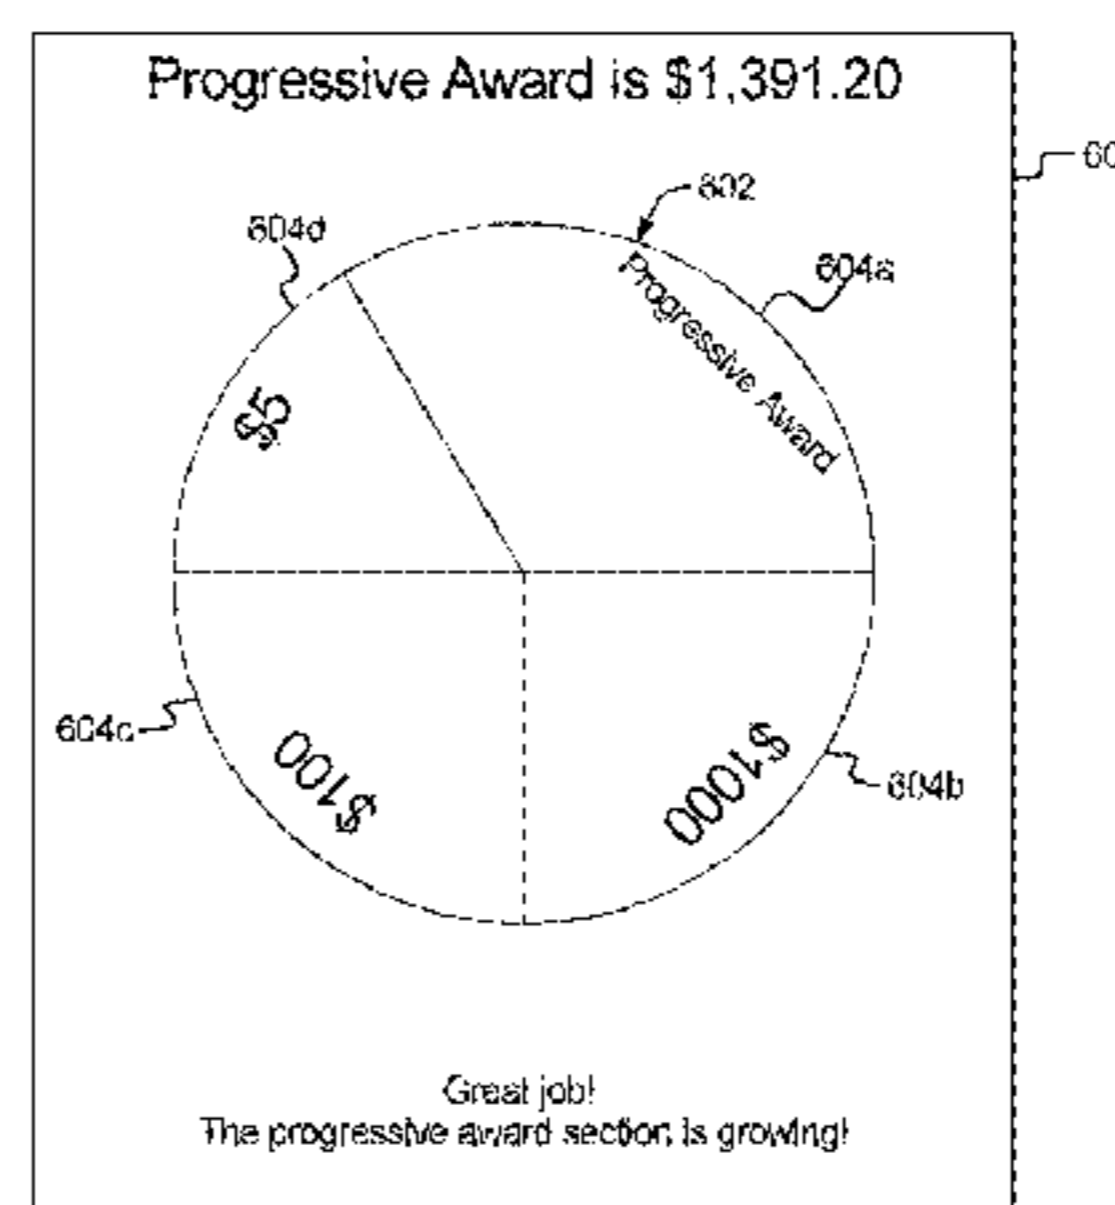 Progressive Award is $1,391.20
602
604d
604a
Progressive Award
$5
604c
$100
$1000
604b
Great job!
The progressive award section is growing!